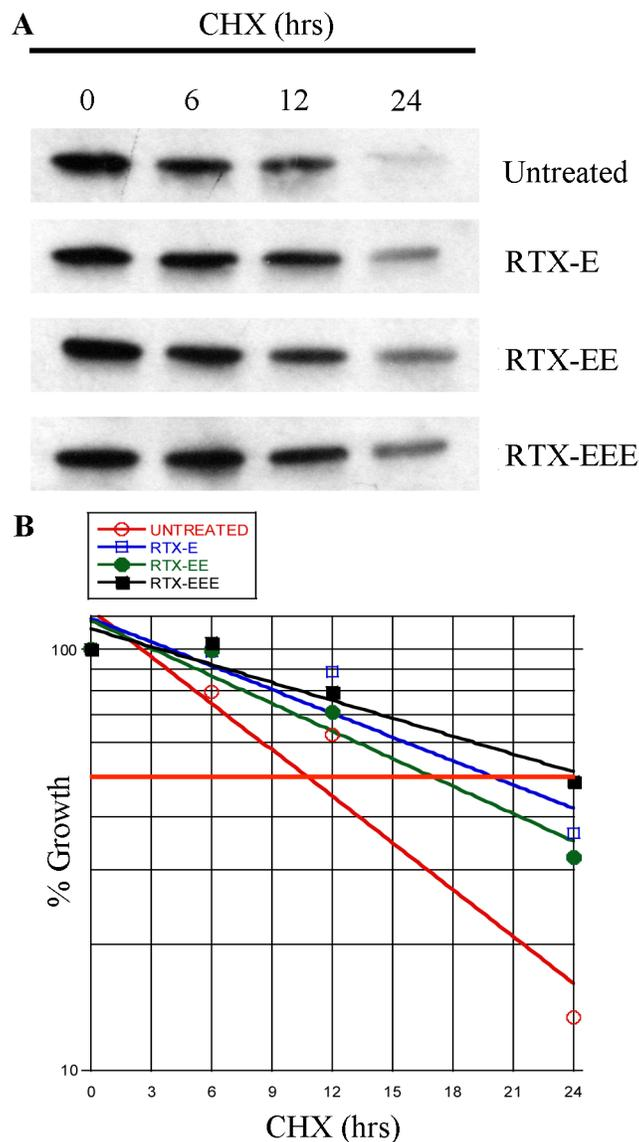 A
CHX (hrs)
0 6 12 24
Untreated
RTX-E
RTX-EE
RTX-EEE
B
UNTREATED
RTX-E
RTX-EE
RTX-EEE
100
% Growth
10
0 3 6 9 12 15 18 21 24
CHX (hrs)